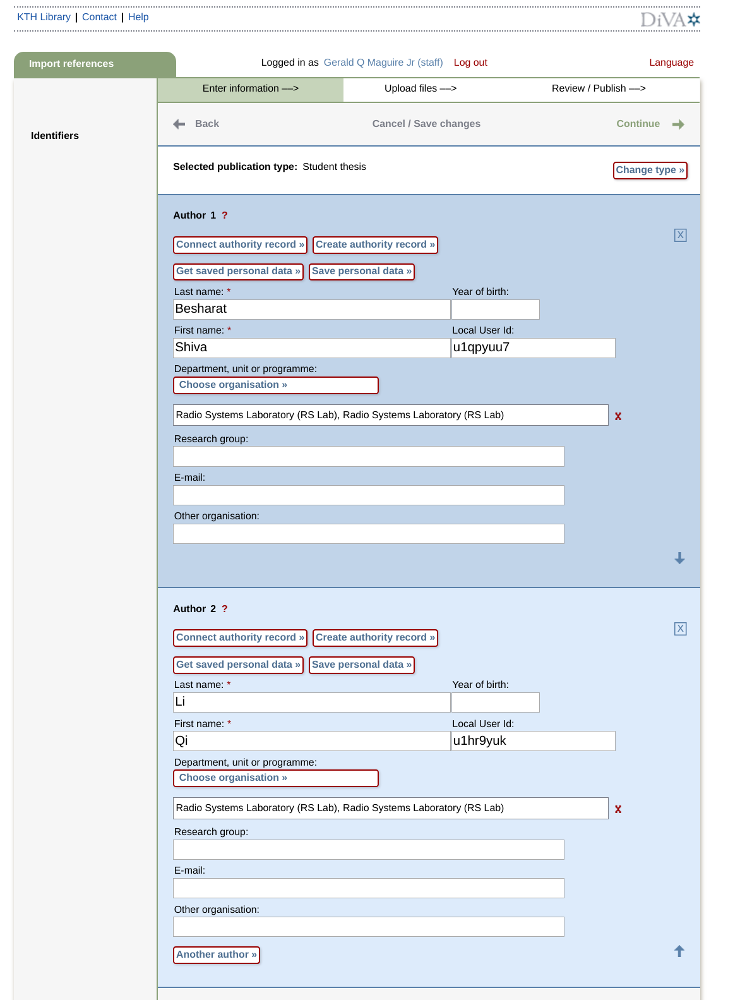 KTH Library | Contact | Help
DiVA
Import references
Logged in as Gerald Q Maguire Jr (staff) Log out
Language
Enter information —> Upload files —> Review / Publish —>
Identifiers
Back Cancel / Save changes Continue
Selected publication type: Student thesis
Change type »
Author 1 ?
X
Connect authority record » Create authority record »
Get saved personal data » Save personal data »
Last name: * Year of birth:
Besharat
First name: * Local User Id:
Shiva u1qpyuu7
Department, unit or programme:
Choose organisation »
Radio Systems Laboratory (RS Lab), Radio Systems Laboratory (RS Lab) x
Research group:
E-mail:
Other organisation:
Author 2 ?
X
Connect authority record » Create authority record »
Get saved personal data » Save personal data »
Last name: * Year of birth:
Li
First name: * Local User Id:
Qi u1hr9yuk
Department, unit or programme:
Choose organisation »
Radio Systems Laboratory (RS Lab), Radio Systems Laboratory (RS Lab) x
Research group:
E-mail:
Other organisation:
Another author »